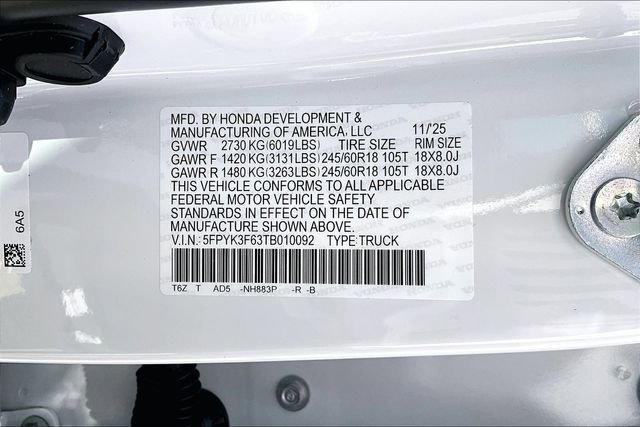 MFD. BY HONDA DEVELOPMENT &
MANUFACTURING OF AMERICA, LLC 11/25
GVWR 2730 KG(6019LBS) TIRE SIZE RIM SIZE
GAWR F 1420 KG(3131LBS) 245/60R18 105T 18X8.0J
GAWR R 1480 KG(3263LBS) 245/60R18 105T 18X8.0J
THIS VEHICLE CONFORMS TO ALL APPLICABLE
FEDERAL MOTOR VEHICLE SAFETY
STANDARDS IN EFFECT ON THE DATE OF
MANUFACTURE SHOWN ABOVE.
V.I.N.: 5FPYK3F63TB010092 TYPE:TRUCK
T6Z T AD5 -NH883P -R -B
6A5